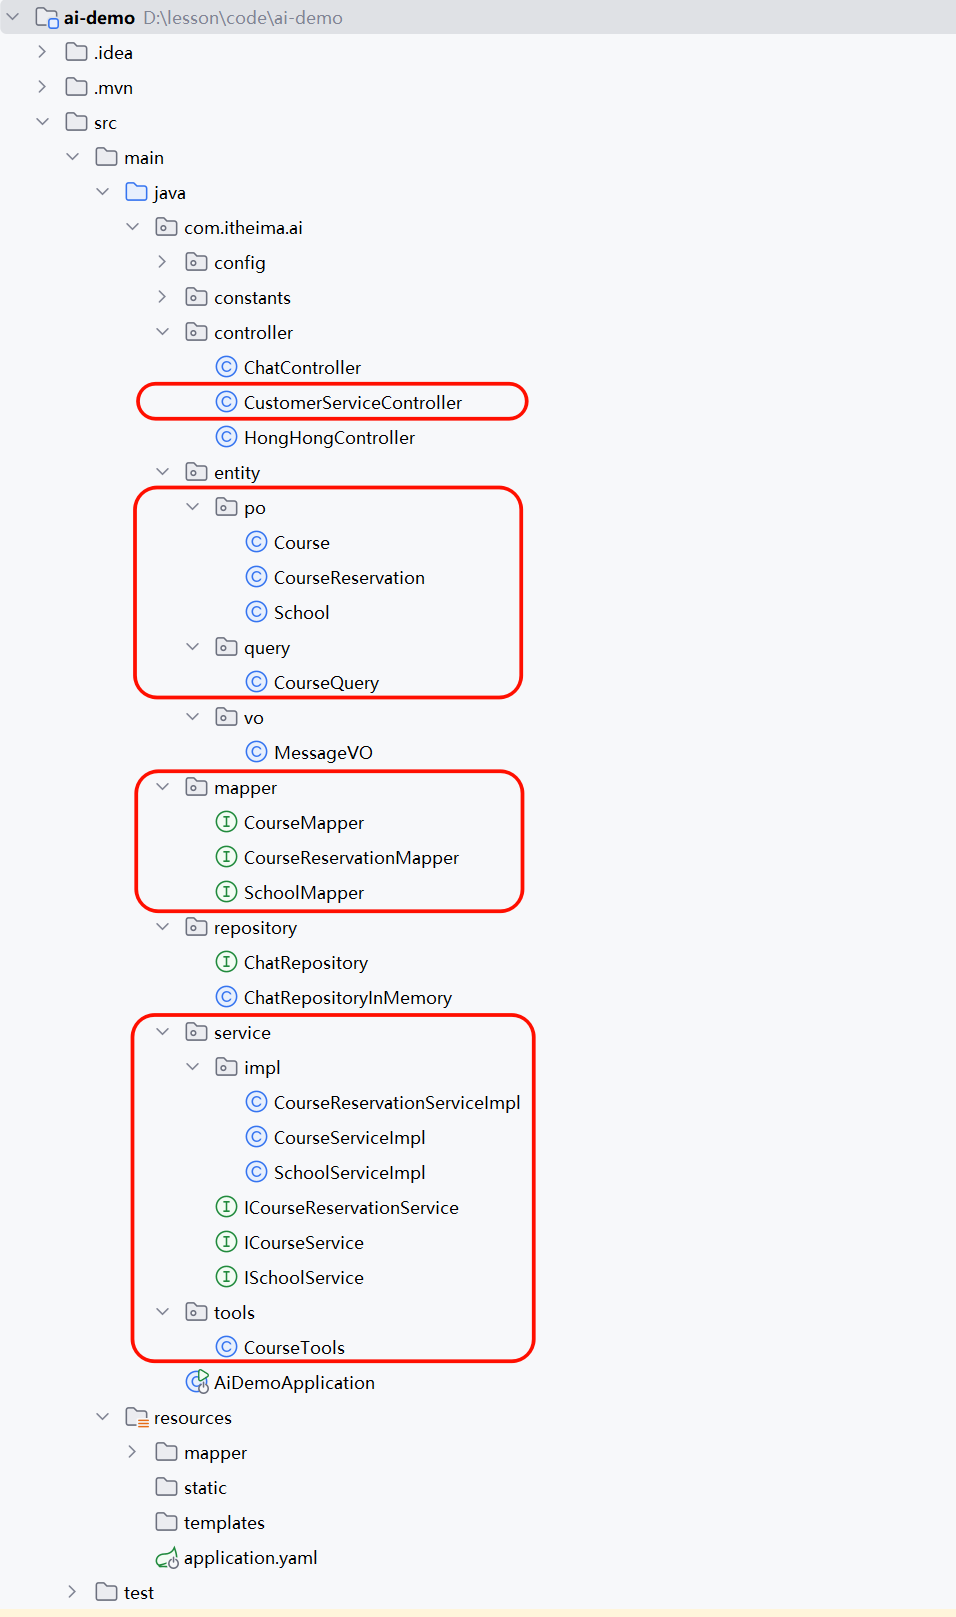 ai-demo D:\lesson\code\ai-demo
.idea
.mvn
src
main
java
com.itheima.ai
config
constants
controller
ChatController
CustomerServiceController
HongHongController
entity
po
Course
CourseReservation
School
query
CourseQuery
vo
MessageVO
mapper
CourseMapper
CourseReservationMapper
SchoolMapper
repository
ChatRepository
ChatRepositoryInMemory
service
impl
CourseReservationServiceImpl
CourseServiceImpl
SchoolServiceImpl
ICourseReservationService
ICourseService
ISchoolService
tools
CourseTools
AiDemoApplication
resources
mapper
static
templates
application.yaml
test